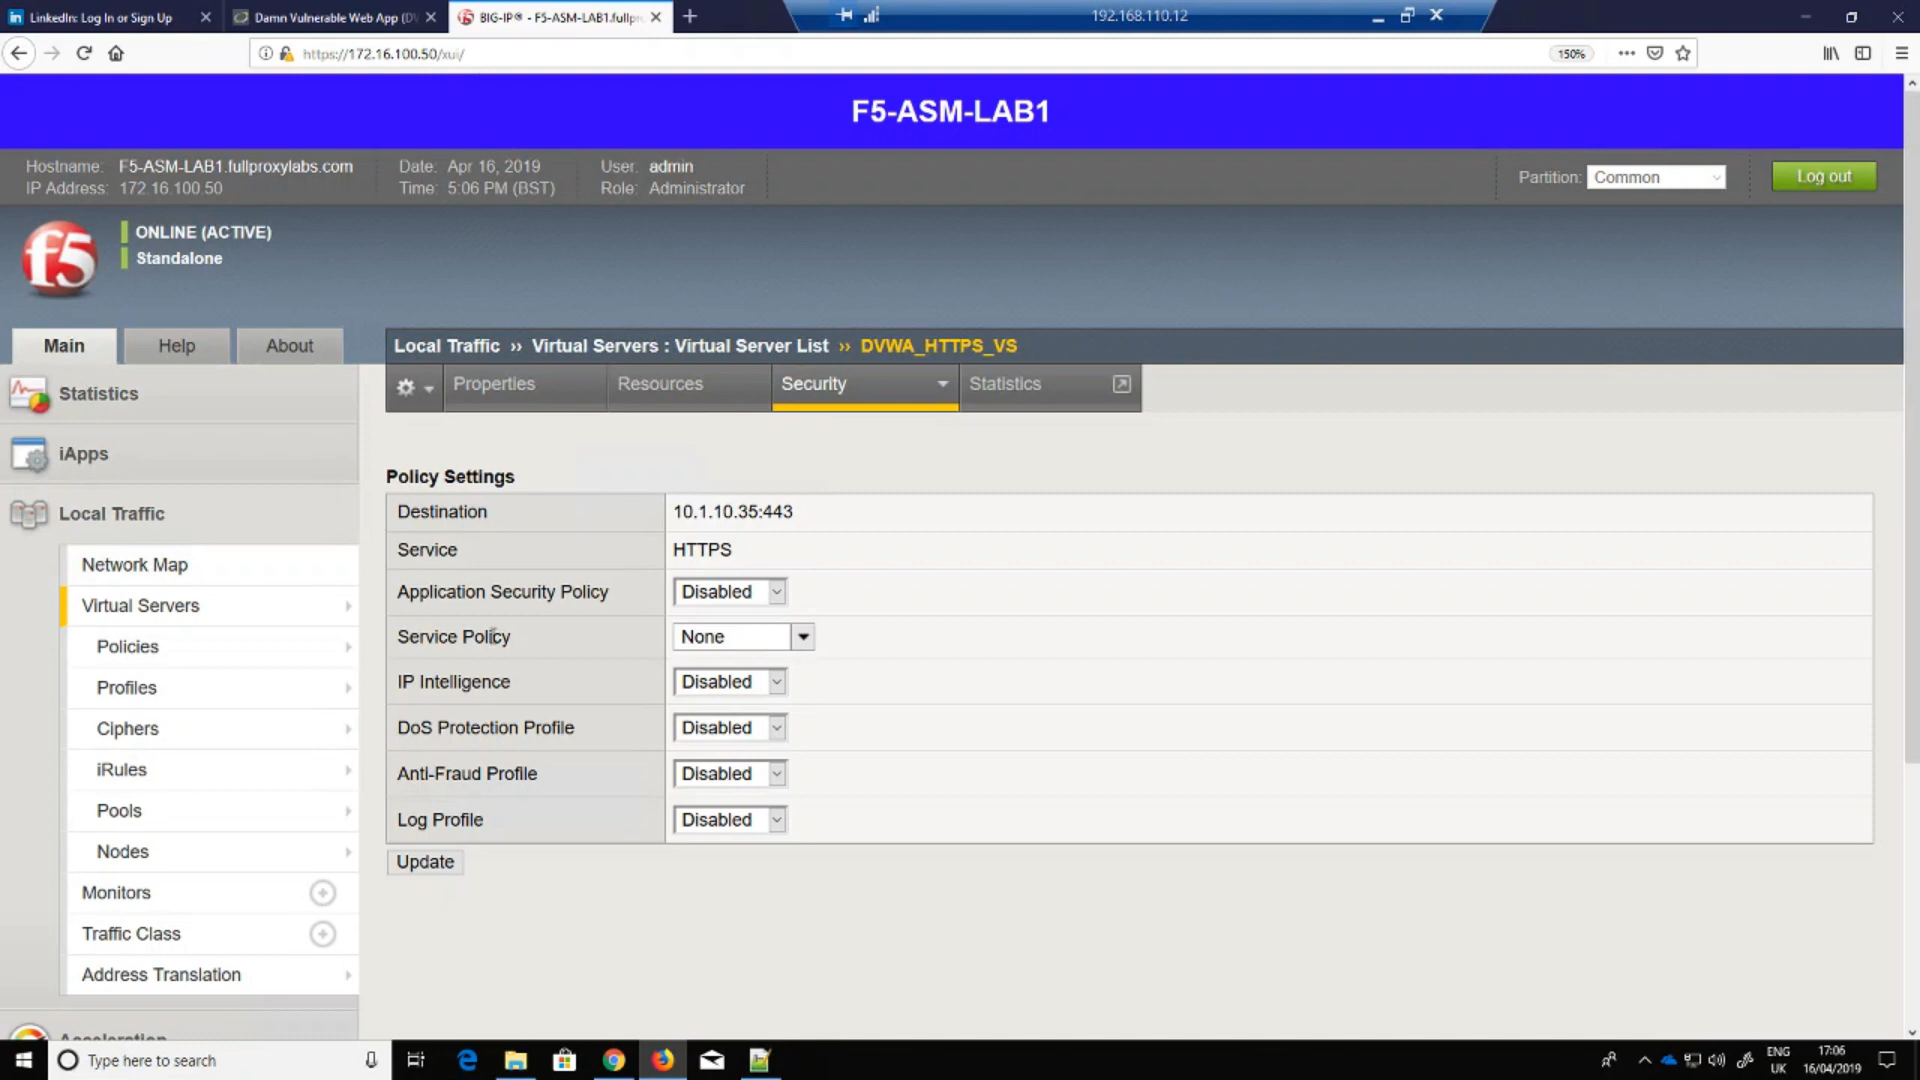 LinkedIn: Log In or Sign Up
Damn Vulnerable Web App (DV
BIG-IP® - F5-ASM-LAB1.fullpr
192.168.110.12
https://172.16.100.50/xui/
150%
F5-ASM-LAB1
Hostname: F5-ASM-LAB1.fullproxylabs.com
Date: Apr 16, 2019
User: admin
IP Address: 172.16.100.50
Time: 5:06 PM (BST)
Role: Administrator
Partition: Common
Log out
f5
ONLINE (ACTIVE)
Standalone
Main
Help
About
Local Traffic ›› Virtual Servers : Virtual Server List ›› DVWA_HTTPS_VS
Properties
Resources
Security
Statistics
Statistics
iApps
Local Traffic
Network Map
Virtual Servers
Policies
Profiles
Ciphers
iRules
Pools
Nodes
Monitors
Traffic Class
Address Translation
Acceleration
Policy Settings
Destination 10.1.10.35:443
Service HTTPS
Application Security Policy Disabled
Service Policy None
IP Intelligence Disabled
DoS Protection Profile Disabled
Anti-Fraud Profile Disabled
Log Profile Disabled
Update
Type here to search
ENG
UK
17:06
16/04/2019